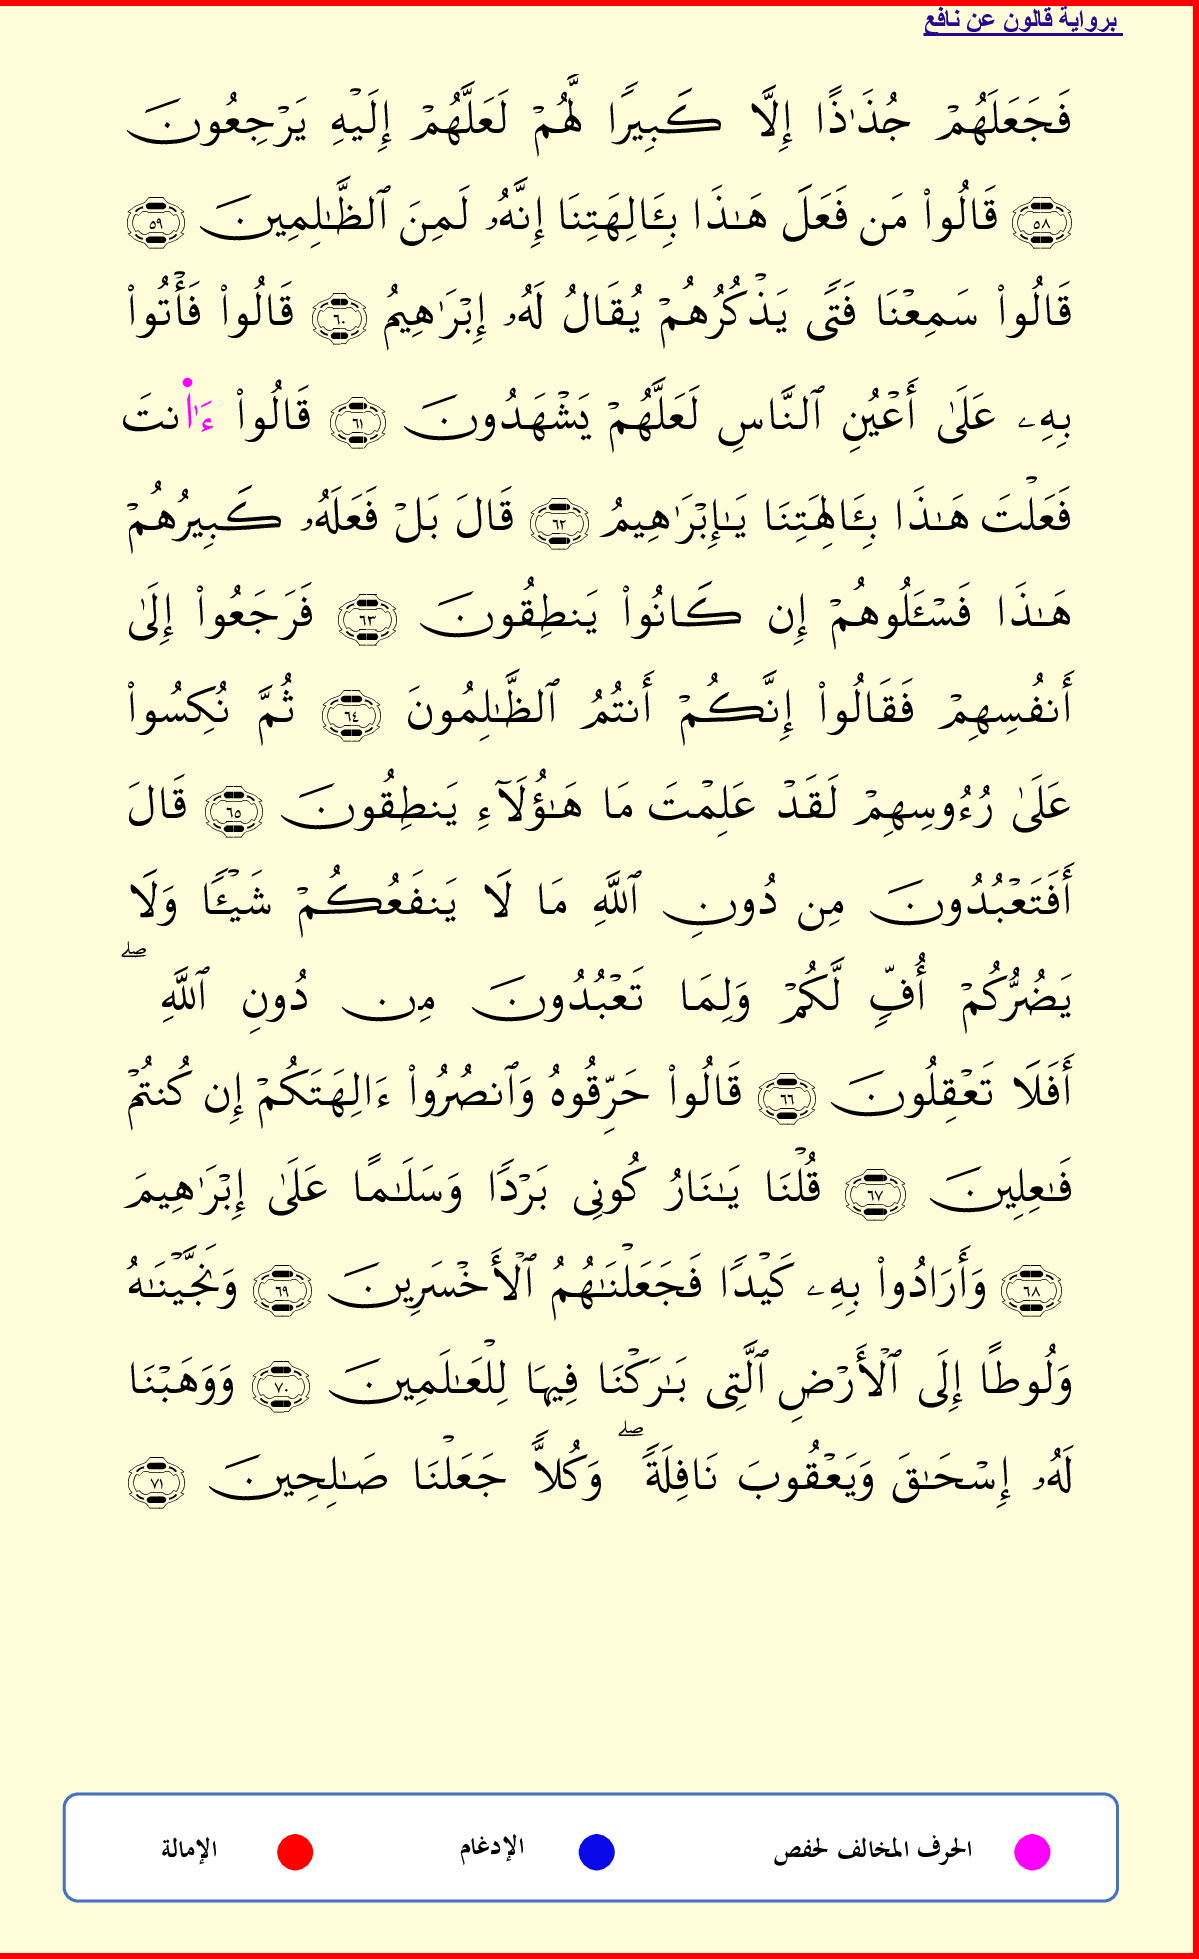 برواية قالون عن نافع
فَجَعَلَهُمۡ جُذَٰذًا إِلَّا كَبِيرًا لَّهُمۡ لَعَلَّهُمۡ إِلَيۡهِ يَرۡجِعُونَ
٥٨ قَالُواْ مَن فَعَلَ هَـٰذَا بِـَٔالِهَتِنَا إِنَّهُۥ لَمِنَ ٱلظَّـٰلِمِينَ ٥٩
قَالُواْ سَمِعۡنَا فَتًى يَذۡكُرُهُمۡ يُقَالُ لَهُۥ إِبۡرَٰهِيمُ ٦٠ قَالُواْ فَأۡتُواْ
بِهِۦ عَلَىٰ أَعۡيُنِ ٱلنَّاسِ لَعَلَّهُمۡ يَشۡهَدُونَ ٦١ قَالُواْ ءَاٰ۬نتَ
فَعَلۡتَ هَـٰذَا بِـَٔالِهَتِنَا يَـٰإِبۡرَٰهِيمُ ٦٢ قَالَ بَلۡ فَعَلَهُۥ كَبِيرُهُمۡ
هَـٰذَا فَسۡـَٔلُوهُمۡ إِن كَانُواْ يَنطِقُونَ ٦٣ فَرَجَعُواْ إِلَىٰ
أَنفُسِهِمۡ فَقَالُواْ إِنَّكُمۡ أَنتُمُ ٱلظَّـٰلِمُونَ ٦٤ ثُمَّ نُكِسُواْ
عَلَىٰ رُءُوسِهِمۡ لَقَدۡ عَلِمۡتَ مَا هَـٰؤُلَآءِ يَنطِقُونَ ٦٥ قَالَ
أَفَتَعۡبُدُونَ مِن دُونِ ٱللَّهِ مَا لَا يَنفَعُكُمۡ شَيۡـًٔا وَلَا
يَضُرُّكُمۡ أُفٍّ لَّكُمۡ وَلِمَا تَعۡبُدُونَ مِن دُونِ ٱللَّهِ ۖ
أَفَلَا تَعۡقِلُونَ ٦٦ قَالُواْ حَرِّقُوهُ وَٱنصُرُواْ ءَالِهَتَكُمۡ إِن كُنتُمۡ
فَـٰعِلِينَ ٦٧ قُلۡنَا يَـٰنَارُ كُونِى بَرۡدًا وَسَلَـٰمًا عَلَىٰ إِبۡرَٰهِيمَ
٦٨ وَأَرَادُواْ بِهِۦ كَيۡدًا فَجَعَلۡنَـٰهُمُ ٱلۡأَخۡسَرِينَ ٦٩ وَنَجَّيۡنَـٰهُ
وَلُوطًا إِلَى ٱلۡأَرۡضِ ٱلَّتِى بَـٰرَكۡنَا فِيهَا لِلۡعَـٰلَمِينَ ٧٠ وَوَهَبۡنَا
لَهُۥ إِسۡحَـٰقَ وَيَعۡقُوبَ نَافِلَةً ۖ وَكُلاًّ جَعَلۡنَا صَـٰلِحِينَ ٧١
الحرف المخالف لحفص الإدغام الإمالة